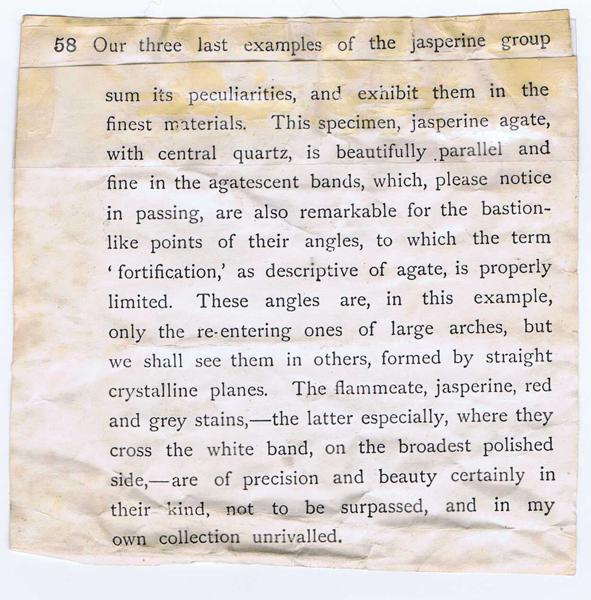 58 Our three last examples of the jasperine group
sum its peculiarities, and exhibit them in the
finest materials. This specimen, jasperine agate,
with central quartz, is beautifully parallel and
fine in the agatescent bands, which, please notice
in passing, are also remarkable for the bastion-
like points of their angles, to which the term
‘ fortification,’ as descriptive of agate, is properly
limited. These angles are, in this example,
only the re-entering ones of large arches, but
we shall see them in others, formed by straight
crystalline planes. The flammeate, jasperine, red
and grey stains,—the latter especially, where they
cross the white band, on the broadest polished
side,—are of precision and beauty certainly in
their kind, not to be surpassed, and in my
own collection unrivalled.